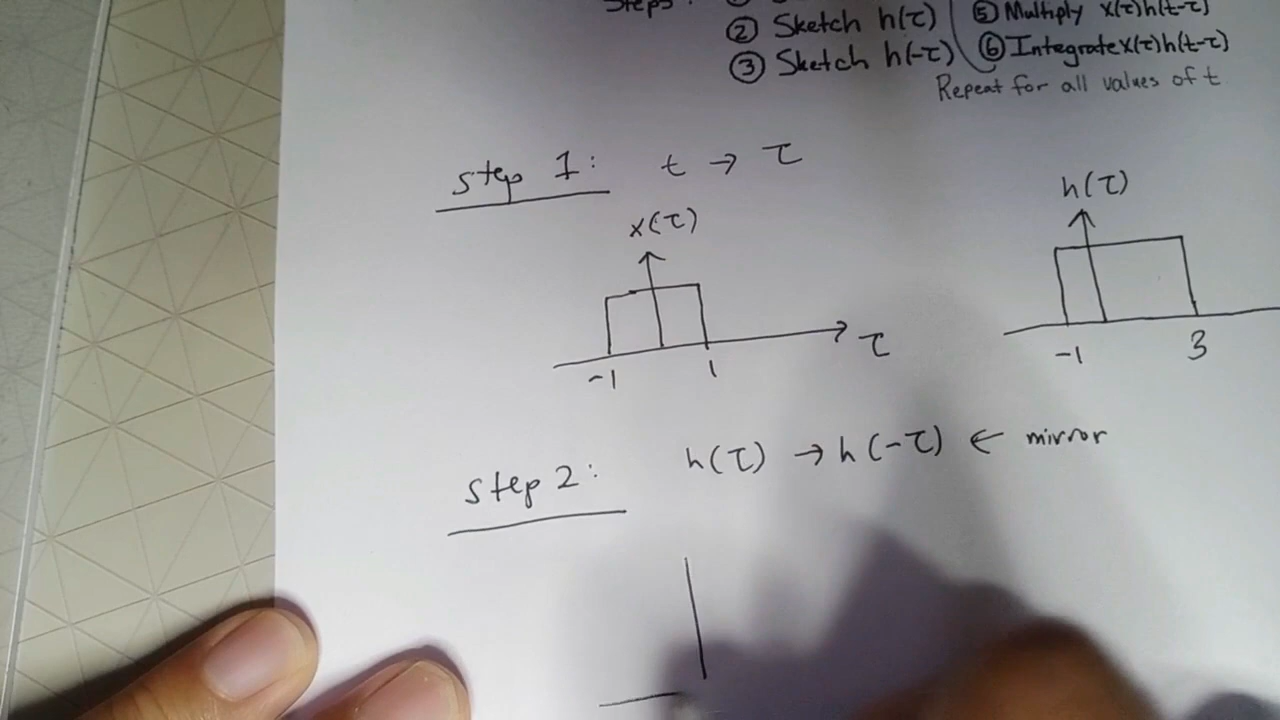 Steps:
② Sketch h(τ)
③ Sketch h(-τ)
⑤ Multiply x(τ)h(t-τ)
⑥ Integrate x(τ)h(t-τ)
Repeat for all values of t
step 1: t → τ
x(τ)
-1 1 τ
h(τ)
-1 3
step 2: h(τ) → h(-τ) ← mirror